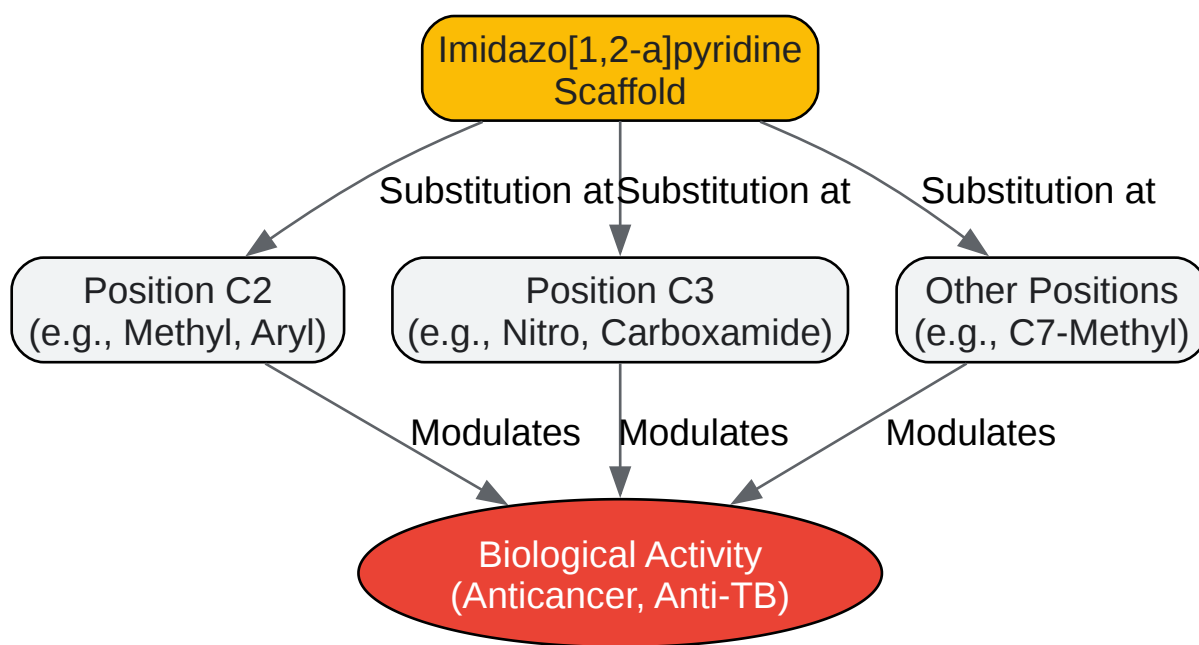 Imidazo[1,2-a]pyridine
Scaffold
Substitution at
Substitution at
Substitution at
Position C2
(e.g., Methyl, Aryl)
Position C3
(e.g., Nitro, Carboxamide)
Other Positions
(e.g., C7-Methyl)
Modulates
Modulates
Modulates
Biological Activity
(Anticancer, Anti-TB)